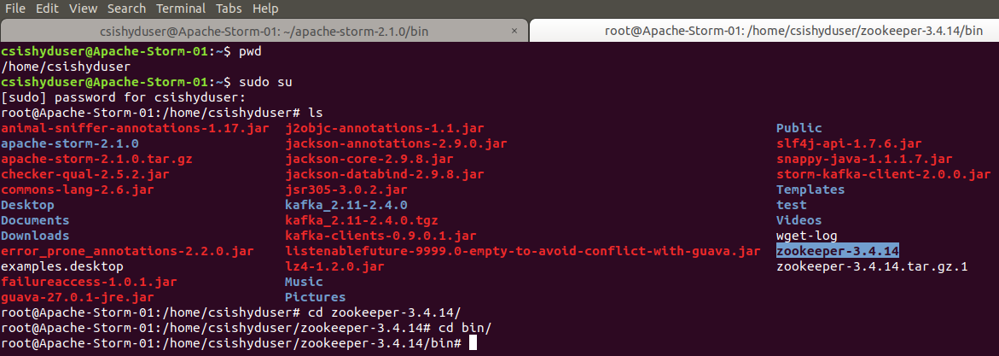 File Edit View Search Terminal Tabs Help
csishyduser@Apache-Storm-01: ~/apache-storm-2.1.0/bin × root@Apache-Storm-01: /home/csishyduser/zookeeper-3.4.14/bin
csishyduser@Apache-Storm-01:~$ pwd
/home/csishyduser
csishyduser@Apache-Storm-01:~$ sudo su
[sudo] password for csishyduser:
root@Apache-Storm-01:/home/csishyduser# ls
animal-sniffer-annotations-1.17.jar j2objc-annotations-1.1.jar Public
apache-storm-2.1.0 jackson-annotations-2.9.0.jar slf4j-api-1.7.6.jar
apache-storm-2.1.0.tar.gz jackson-core-2.9.8.jar snappy-java-1.1.1.7.jar
checker-qual-2.5.2.jar jackson-databind-2.9.8.jar storm-kafka-client-2.0.0.jar
commons-lang-2.6.jar jsr305-3.0.2.jar Templates
Desktop kafka_2.11-2.4.0 test
Documents kafka_2.11-2.4.0.tgz Videos
Downloads kafka-clients-0.9.0.1.jar wget-log
error_prone_annotations-2.2.0.jar listenablefuture-9999.0-empty-to-avoid-conflict-with-guava.jar zookeeper-3.4.14
examples.desktop lz4-1.2.0.jar zookeeper-3.4.14.tar.gz.1
failureaccess-1.0.1.jar Music
guava-27.0.1-jre.jar Pictures
root@Apache-Storm-01:/home/csishyduser# cd zookeeper-3.4.14/
root@Apache-Storm-01:/home/csishyduser/zookeeper-3.4.14# cd bin/
root@Apache-Storm-01:/home/csishyduser/zookeeper-3.4.14/bin#